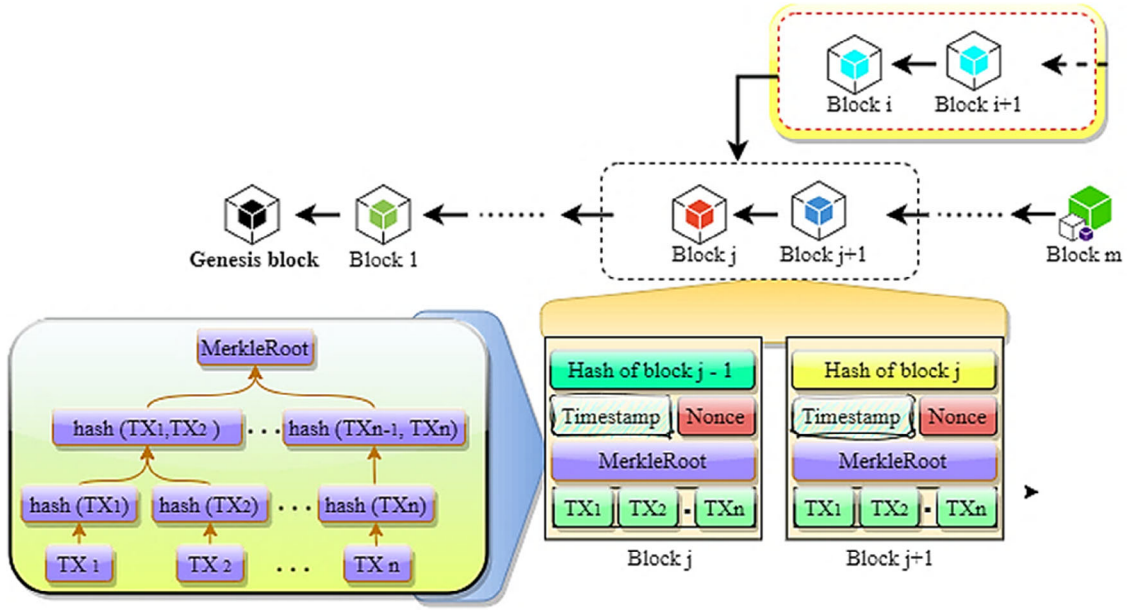 Block i
Block i+1
Genesis block
Block 1
Block j
Block j+1
Block m
MerkleRoot
hash (TX1,TX2 )
...
hash (TXn-1, TXn)
hash (TX1)
hash (TX2)
...
hash (TXn)
TX 1
TX 2
...
TX n
Hash of block j - 1
Timestamp
Nonce
MerkleRoot
TX1
TX2
TXn
Block j
Hash of block j
Timestamp
Nonce
MerkleRoot
TX1
TX2
TXn
Block j+1